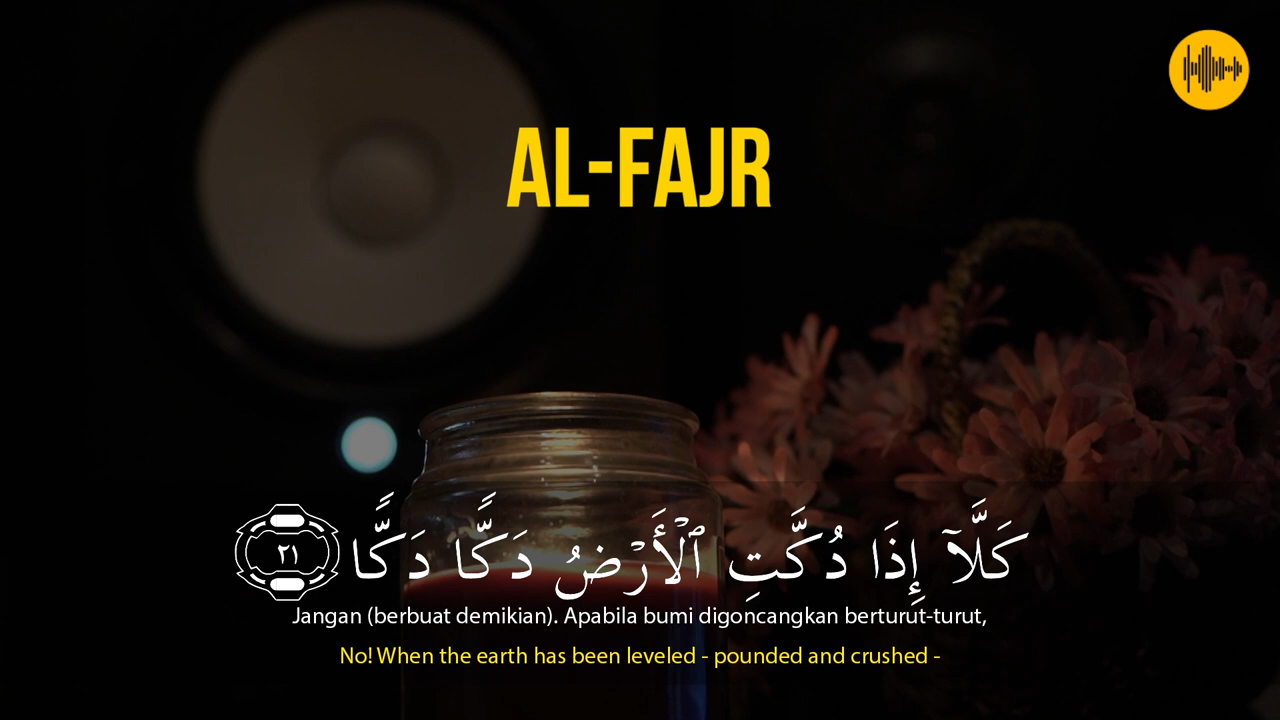 AL-FAJR
كَلَّآ إِذَا دُكَّتِ ٱلْأَرْضُ دَكًّا دَكًّا ٢١
Jangan (berbuat demikian). Apabila bumi digoncangkan berturut-turut,
No! When the earth has been leveled - pounded and crushed -